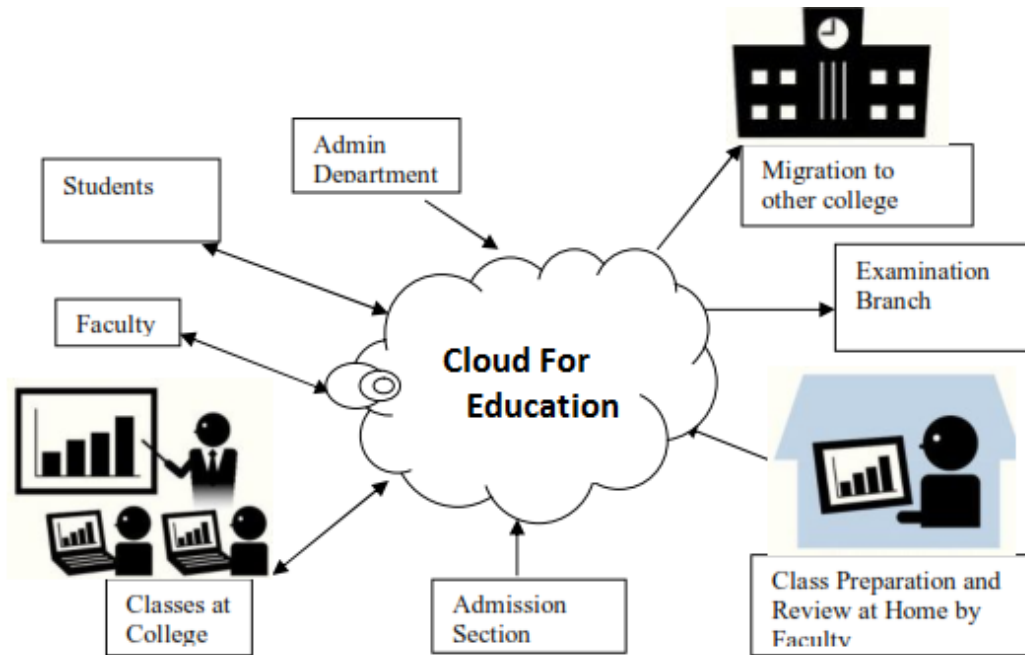 Admin
Department
Students
Migration to
other college
Examination
Branch
Faculty
Cloud For
Education
Classes at
College
Admission
Section
Class Preparation and
Review at Home by
Faculty